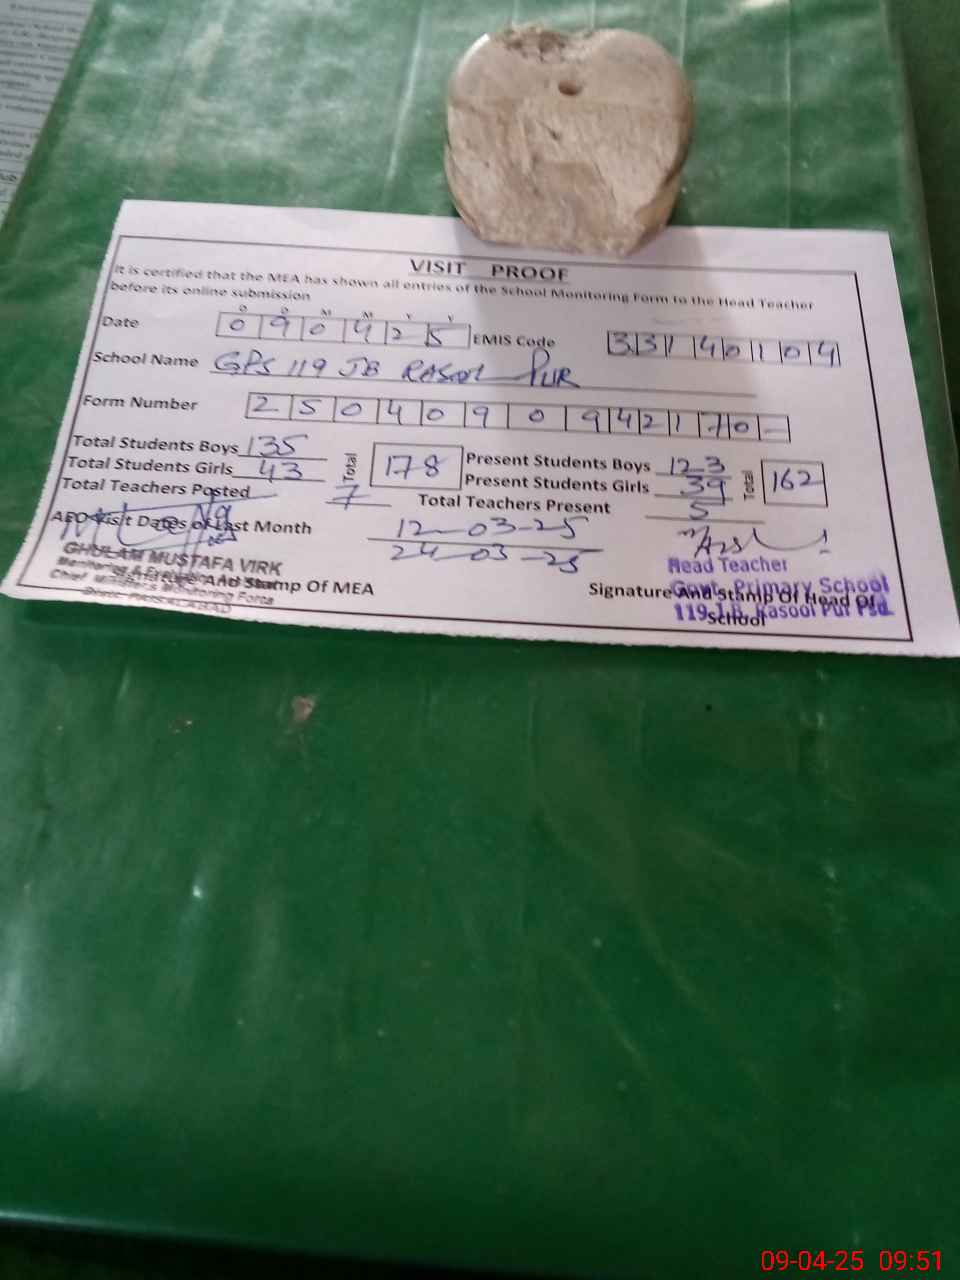 VISIT PROOF
It is certified that the MEA has shown all entries of the School Monitoring Form to the Head Teacher
before its online submission
D D M M Y Y
Date 0 9 0 4 2 5 EMIS Code 3 3 1 4 0 1 0 4
School Name GPS 119 JB RASOOL PUR
Form Number 2 5 0 4 0 9 0 9 4 2 1 7 0 -
Total Students Boys 135 Total 178 Present Students Boys 123 Total 162
Total Students Girls 43 Present Students Girls 39
Total Teachers Posted 7 Total Teachers Present 5
AEO Visit Dates of Last Month 12-03-25
24-03-25
GHULAM MUSTAFA VIRK
Monitoring &
Chief Monitoring Force
And Stamp Of MEA
Head Teacher
Govt. Primary School
Signature And Stamp Of Head Of
School
119-J.B. Rasool Pur Fsd.
09-04-25 09:51